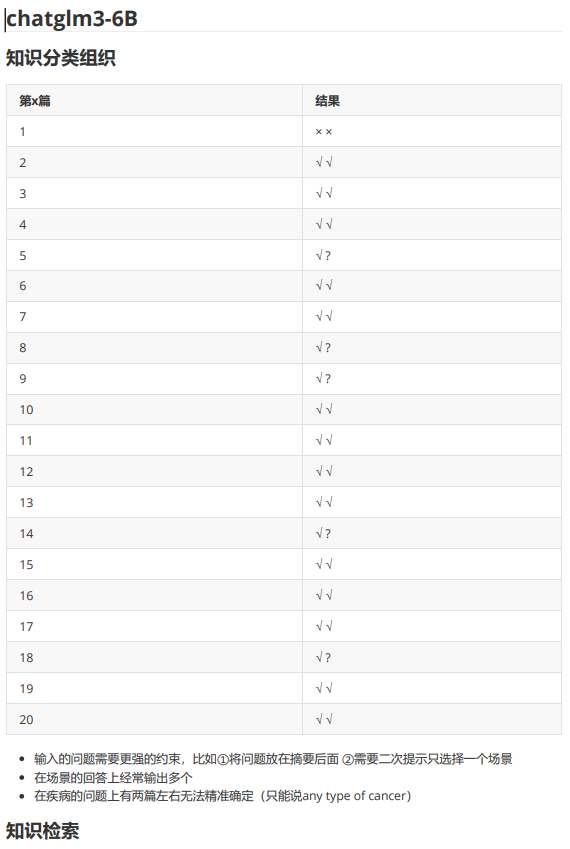 chatglm3-6B
知识分类组织
第x篇 结果
1 × ×
2 √ √
3 √ √
4 √ √
5 √ ?
6 √ √
7 √ √
8 √ ?
9 √ ?
10 √ √
11 √ √
12 √ √
13 √ √
14 √ ?
15 √ √
16 √ √
17 √ √
18 √ ?
19 √ √
20 √ √
• 输入的问题需要更强的约束，比如①将问题放在摘要后面 ②需要二次提示只选择一个场景
• 在场景的回答上经常输出多个
• 在疾病的问题上有两篇左右无法精准确定（只能说any type of cancer）
知识检索